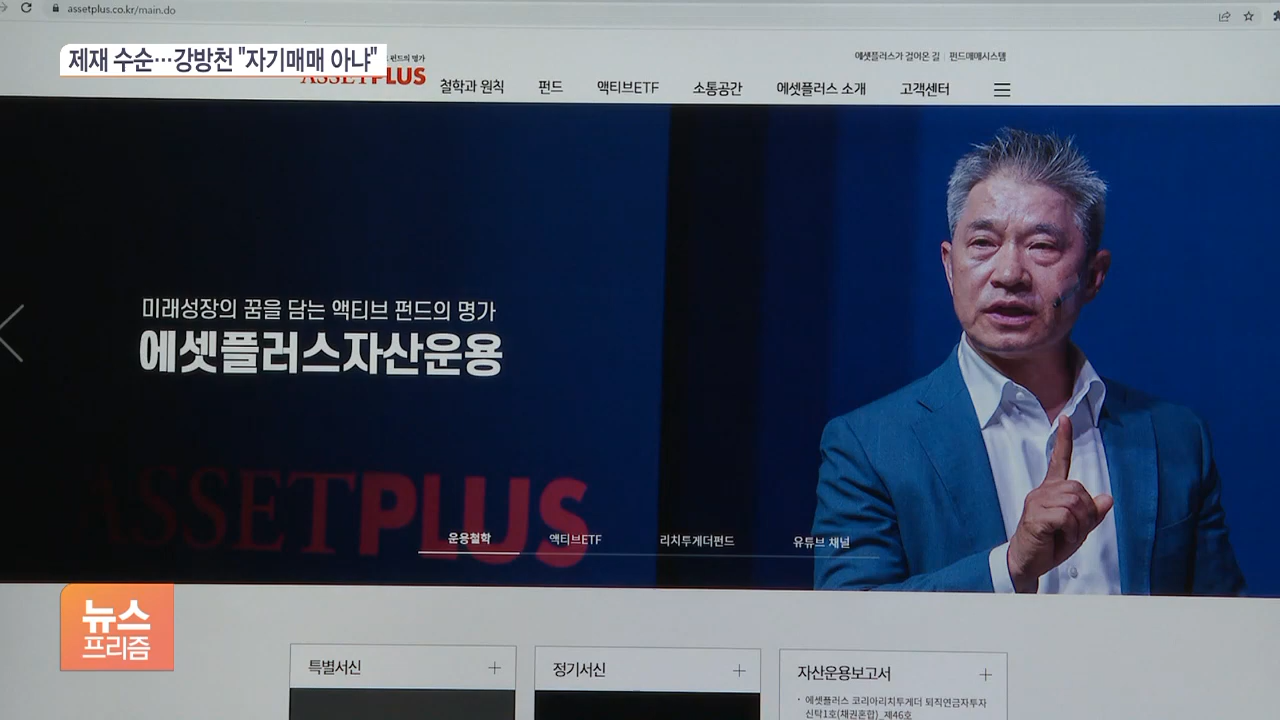 assetplus.co.kr/main.do
제재 수순…강방천 "자기매매 아냐"
펀드의 명가
에셋플러스가 걸어온 길 | 펀드매매시스템
ASSETPLUS
철학과 원칙 펀드 액티브ETF 소통공간 에셋플러스 소개 고객센터
미래성장의 꿈을 담는 액티브 펀드의 명가
에셋플러스자산운용
ASSETPLUS
운용철학 액티브ETF 리치투게더펀드 유튜브 채널
뉴스
프리즘
특별서신
정기서신
자산운용보고서
· 에셋플러스 코리아리치투게더 퇴직연금자투자
신탁1호(채권혼합)_제46호